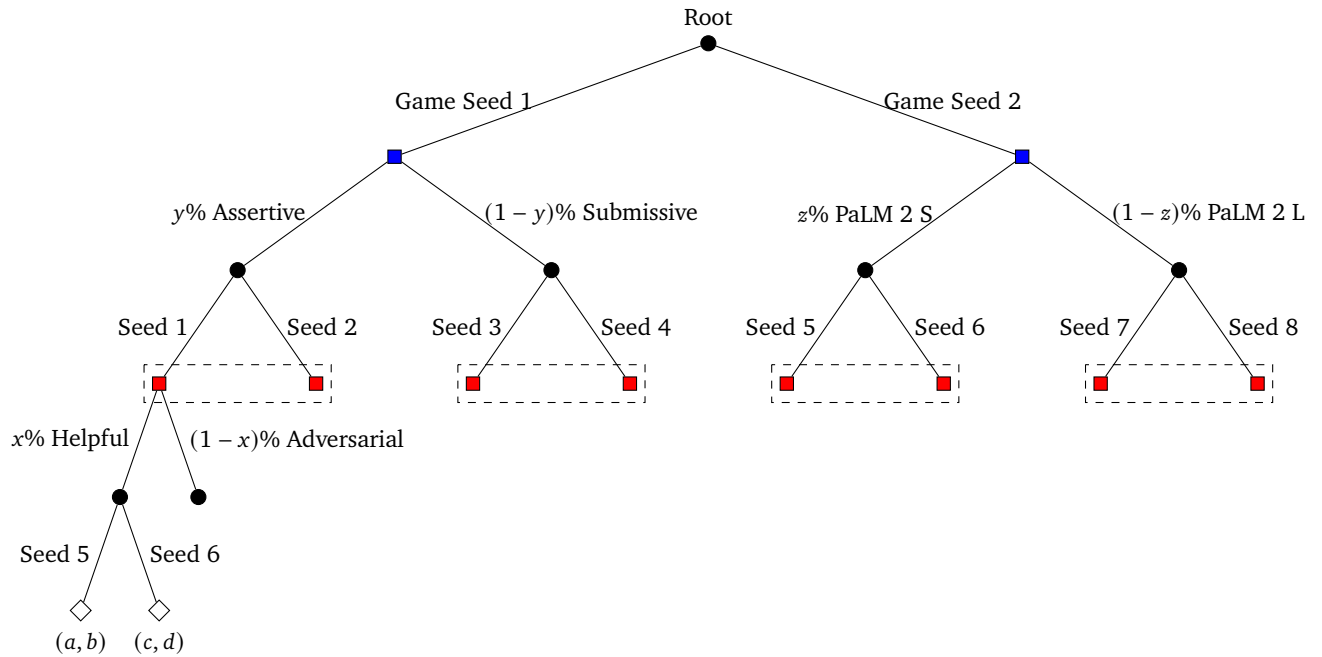 Root
Game Seed 1
Game Seed 2
y% Assertive
(1 − y)% Submissive
z% PaLM 2 S
(1 − z)% PaLM 2 L
Seed 1
Seed 2
Seed 3
Seed 4
Seed 5
Seed 6
Seed 7
Seed 8
x% Helpful
(1 − x)% Adversarial
Seed 5
Seed 6
(a, b)
(c, d)